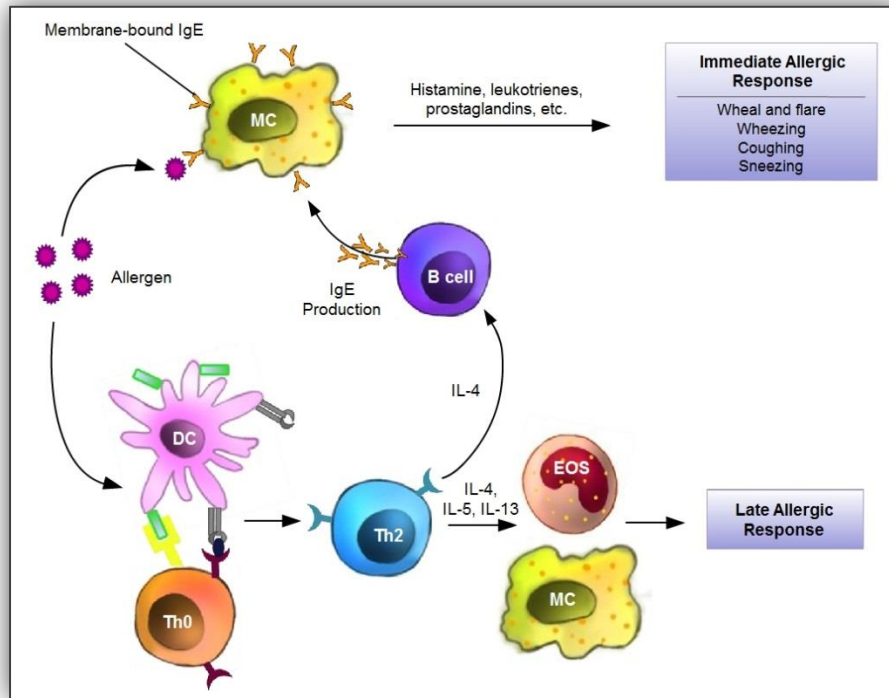 Membrane-bound IgE
MC
Histamine, leukotrienes,
prostaglandins, etc.
Immediate Allergic
Response
Wheal and flare
Wheezing
Coughing
Sneezing
Allergen
IgE
Production
B cell
IL-4
DC
Th0
Th2
IL-4,
IL-5, IL-13
EOS
MC
Late Allergic
Response